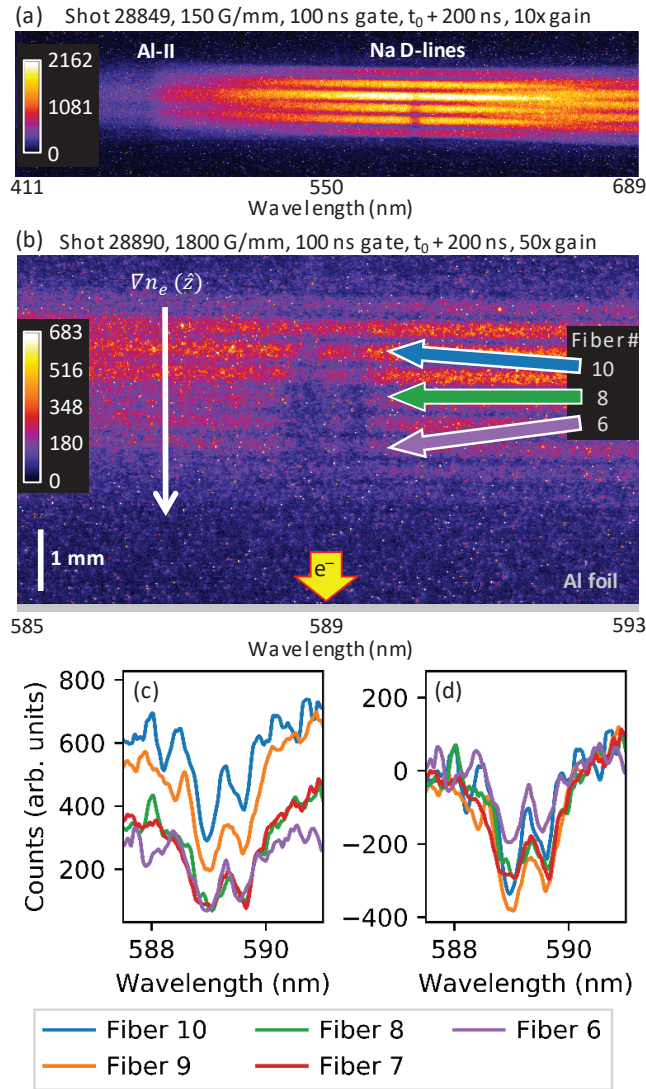 (a) Shot 28849, 150 G/mm, 100 ns gate, t₀ + 200 ns, 10x gain
Al-II Na D-lines
2162
1081
0
411 550 689
Wavelength (nm)
(b) Shot 28890, 1800 G/mm, 100 ns gate, t₀ + 200 ns, 50x gain
∇nₑ (ẑ)
683
516
348
180
0
Fiber #
10
8
6
1 mm
e⁻
Al foil
585 589 593
Wavelength (nm)
(c)
800
600
400
200
Counts (arb. units)
588 590
Wavelength (nm)
(d)
200
0
−200
−400
588 590
Wavelength (nm)
Fiber 10 Fiber 8 Fiber 6
Fiber 9 Fiber 7